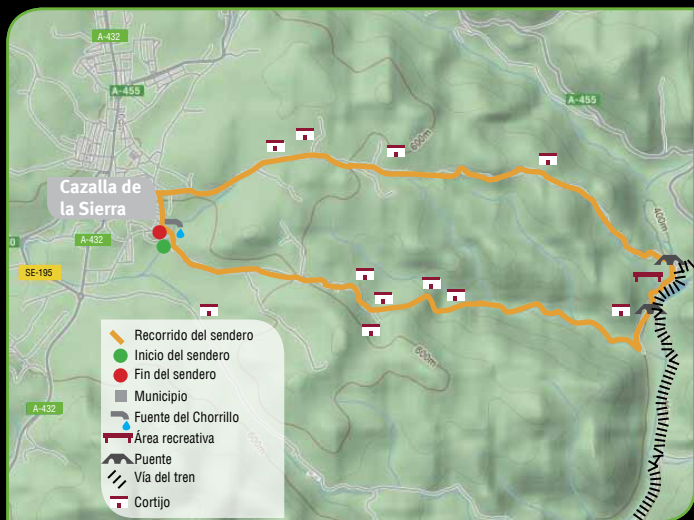 A-432
A-455
A-455
600m
Cazalla de
la Sierra
400m
A-432
SE-195
600m
A-432
600m
Recorrido del sendero
Inicio del sendero
Fin del sendero
Municipio
Fuente del Chorrillo
Área recreativa
Puente
Vía del tren
Cortijo